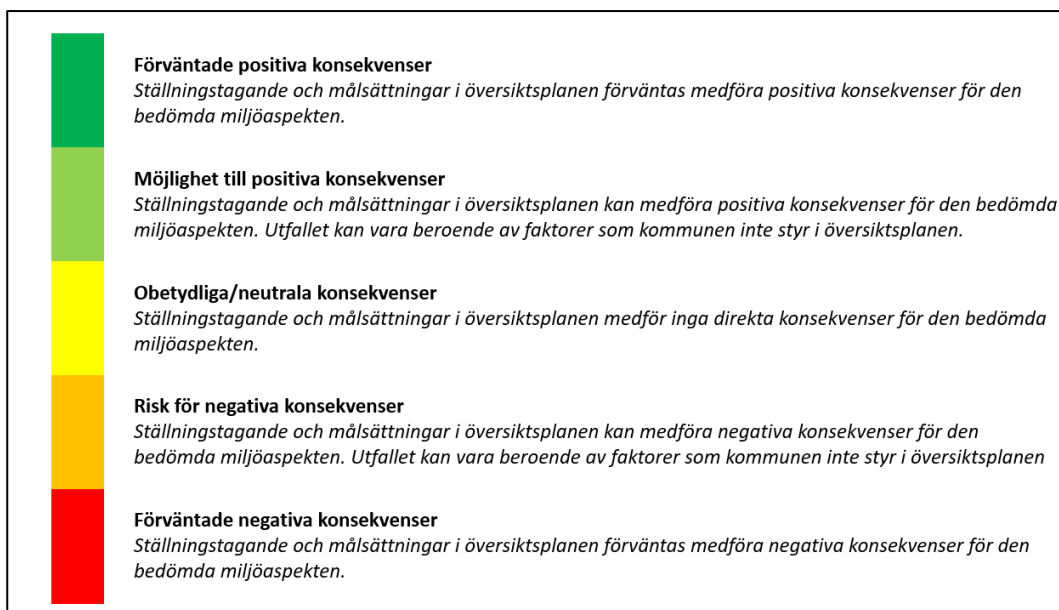 Förväntade positiva konsekvenser
Ställningstagande och målsättningar i översiktsplanen förväntas medföra positiva konsekvenser för den
bedömda miljöaspekten.
Möjlighet till positiva konsekvenser
Ställningstagande och målsättningar i översiktsplanen kan medföra positiva konsekvenser för den bedömda
miljöaspekten. Utfallet kan vara beroende av faktorer som kommunen inte styr i översiktsplanen.
Obetydliga/neutrala konsekvenser
Ställningstagande och målsättningar i översiktsplanen medför inga direkta konsekvenser för den bedömda
miljöaspekten.
Risk för negativa konsekvenser
Ställningstagande och målsättningar i översiktsplanen kan medföra negativa konsekvenser för den
bedömda miljöaspekten. Utfallet kan vara beroende av faktorer som kommunen inte styr i översiktsplanen
Förväntade negativa konsekvenser
Ställningstagande och målsättningar i översiktsplanen förväntas medföra negativa konsekvenser för den
bedömda miljöaspekten.